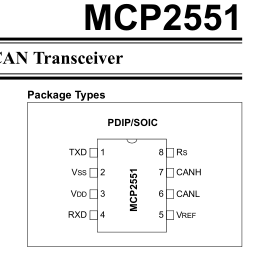 MCP2551
CAN Transceiver
Package Types
PDIP/SOIC
TXD 1 8 RS
VSS 2 7 CANH
VDD 3 6 CANL
RXD 4 5 VREF
MCP2551